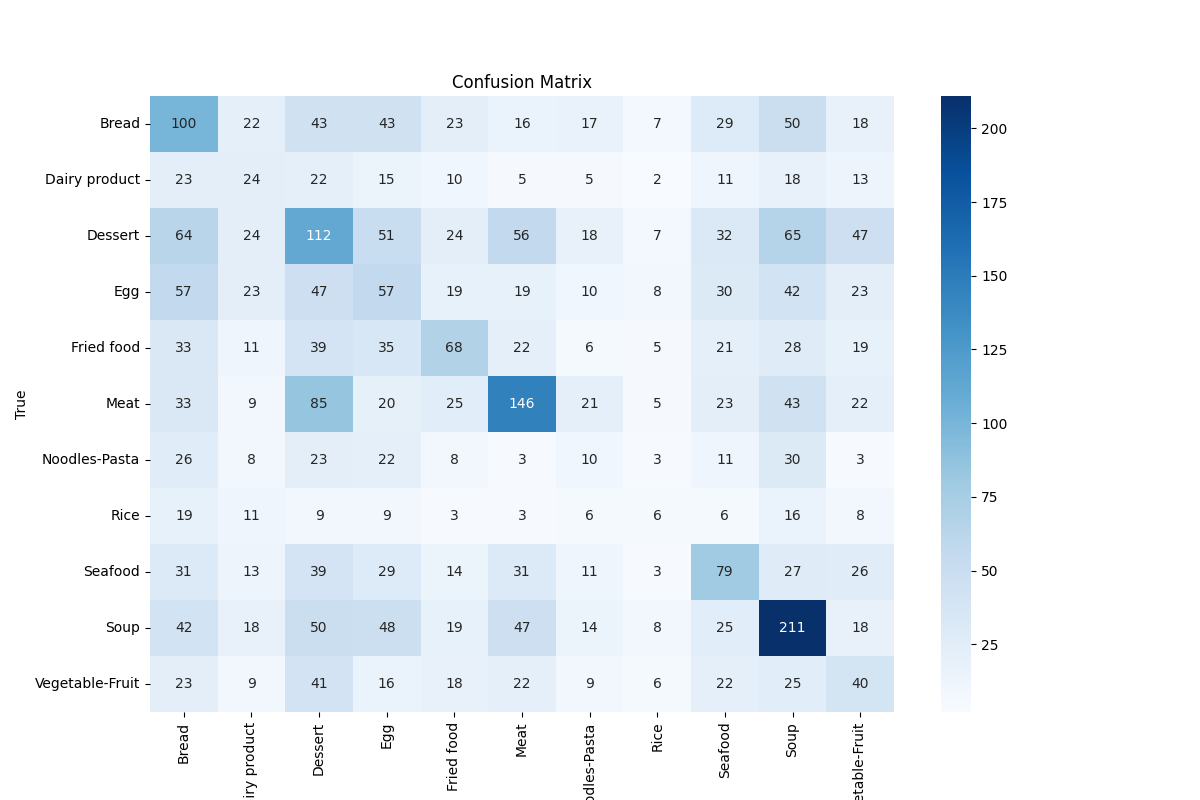 Confusion Matrix
Bread 100 22 43 43 23 16 17 7 29 50 18
Dairy product 23 24 22 15 10 5 5 2 11 18 13
Dessert 64 24 112 51 24 56 18 7 32 65 47
Egg 57 23 47 57 19 19 10 8 30 42 23
Fried food 33 11 39 35 68 22 6 5 21 28 19
Meat 33 9 85 20 25 146 21 5 23 43 22
Noodles-Pasta 26 8 23 22 8 3 10 3 11 30 3
Rice 19 11 9 9 3 3 6 6 6 16 8
Seafood 31 13 39 29 14 31 11 3 79 27 26
Soup 42 18 50 48 19 47 14 8 25 211 18
Vegetable-Fruit 23 9 41 16 18 22 9 6 22 25 40
True
Bread
iry product
Dessert
Egg
Fried food
Meat
odles-Pasta
Rice
Seafood
Soup
etable-Fruit
200
175
150
125
100
75
50
25